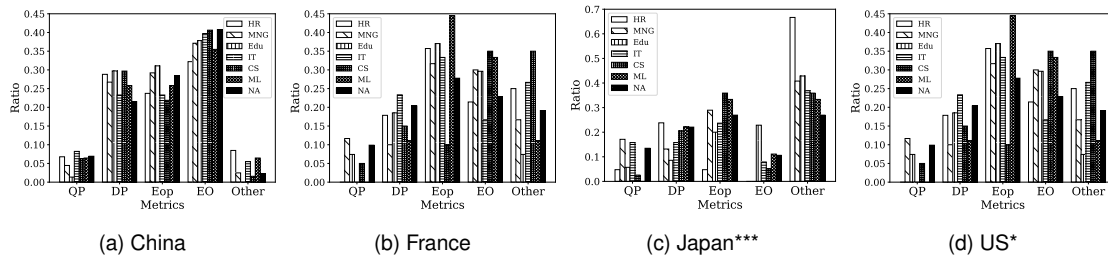 0.45
0.40
0.35
0.30
0.25
0.20
0.15
0.10
0.05
0.00
Ratio
HR
MNG
Edu
IT
CS
ML
NA
QP DP Eop EO Other
Metrics
(a) China
0.45
0.40
0.35
0.30
0.25
0.20
0.15
0.10
0.05
0.00
Ratio
HR
MNG
Edu
IT
CS
ML
NA
QP DP Eop EO Other
Metrics
(b) France
0.7
0.6
0.4
0.3
0.2
0.1
0.0
Ratio
HR
MNG
Edu
IT
CS
ML
NA
QP DP Eop EO Other
Metrics
(c) Japan***
0.45
0.40
0.35
0.30
0.25
0.20
0.15
0.10
0.05
0.00
Ratio
HR
MNG
Edu
IT
CS
ML
NA
QP DP Eop EO Other
Metrics
(d) US*